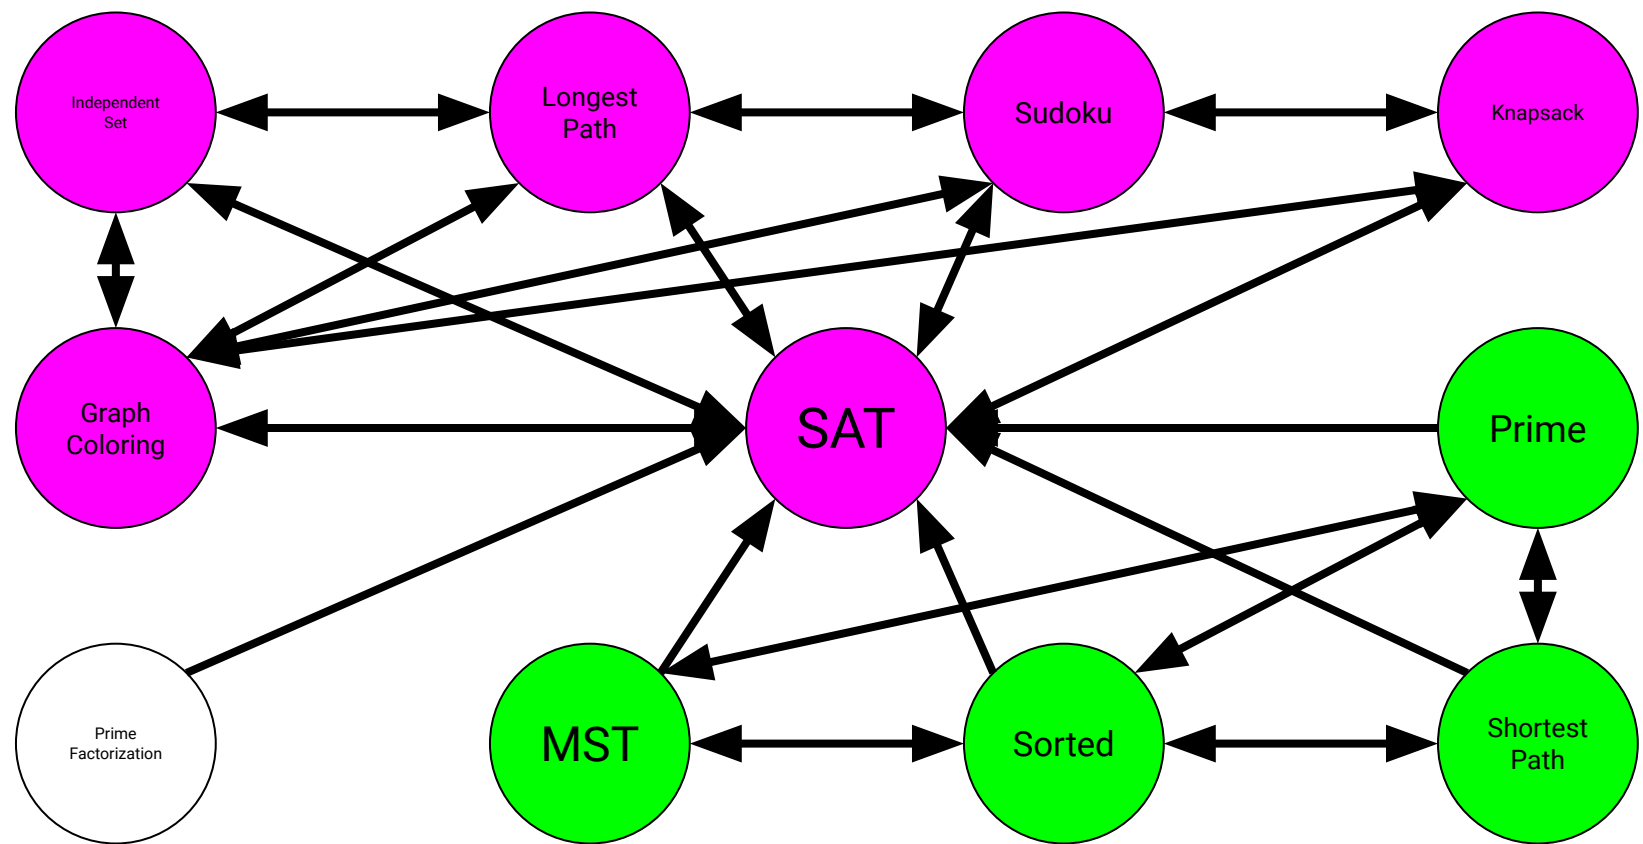 Independent
Set
Longest
Path
Sudoku
Knapsack
Graph
Coloring
SAT
Prime
Prime
Factorization
MST
Sorted
Shortest
Path